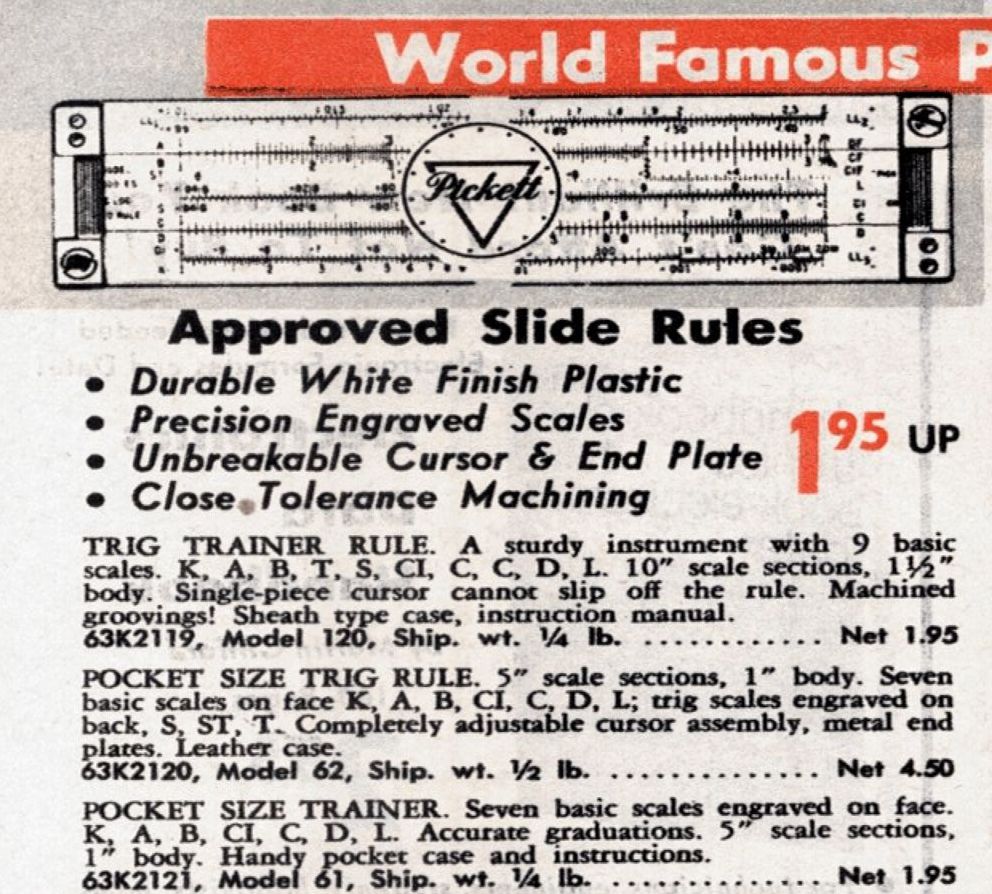 World Famous P
Pickett
Approved Slide Rules
• Durable White Finish Plastic
• Precision Engraved Scales
• Unbreakable Cursor & End Plate
• Close Tolerance Machining
1 95 UP
TRIG TRAINER RULE. A sturdy instrument with 9 basic
scales. K, A, B, T, S, CI, C, C, D, L. 10″ scale sections, 1½″
body. Single-piece cursor cannot slip off the rule. Machined
groovings! Sheath type case, instruction manual.
63K2119, Model 120, Ship. wt. ¼ lb. ............. Net 1.95
POCKET SIZE TRIG RULE. 5″ scale sections, 1″ body. Seven
basic scales on face K, A, B, CI, C, D, L; trig scales engraved on
back, S, ST, T. Completely adjustable cursor assembly, metal end
plates. Leather case.
63K2120, Model 62, Ship. wt. ½ lb. ............... Net 4.50
POCKET SIZE TRAINER. Seven basic scales engraved on face.
K, A, B, CI, C, D, L. Accurate graduations. 5″ scale sections,
1″ body. Handy pocket case and instructions.
63K2121, Model 61, Ship. wt. ¼ lb. ............... Net 1.95